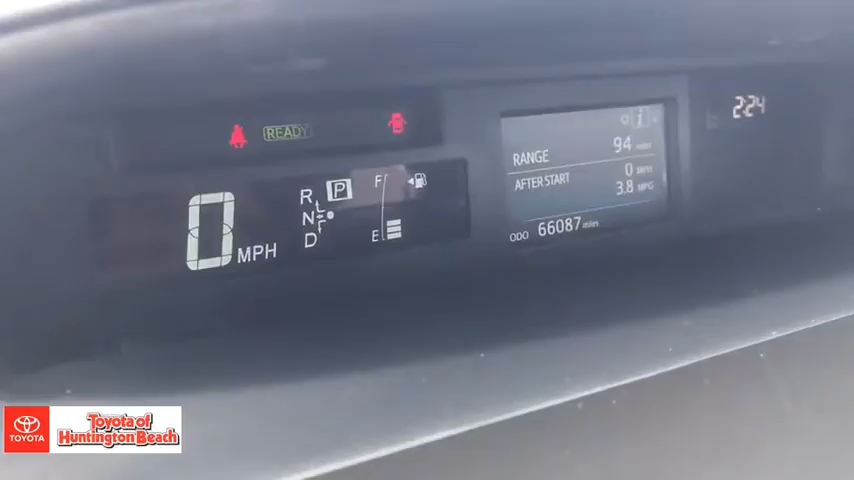 READY
2:24
0 MPH
R P
N
D
F
E
RANGE 94 miles
AFTER START 0 MPH
3.8 MPG
ODO 66087 miles
TOYOTA
Toyota of
Huntington Beach